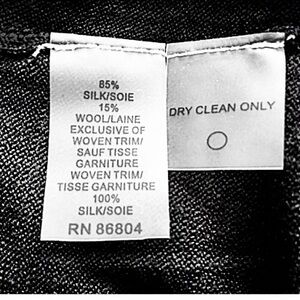 85%
SILK/SOIE
15%
WOOL/LAINE
EXCLUSIVE OF
WOVEN TRIM/
SAUF TISSE
GARNITURE
WOVEN TRIM/
TISSE GARNITURE
100%
SILK/SOIE
RN 86804
DRY CLEAN ONLY